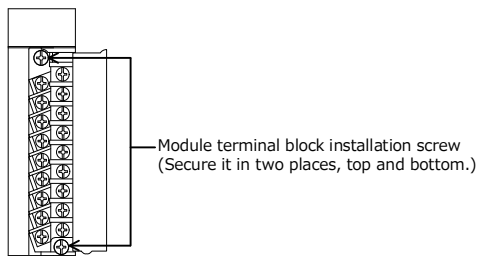 Module terminal block installation screw
(Secure it in two places, top and bottom.)